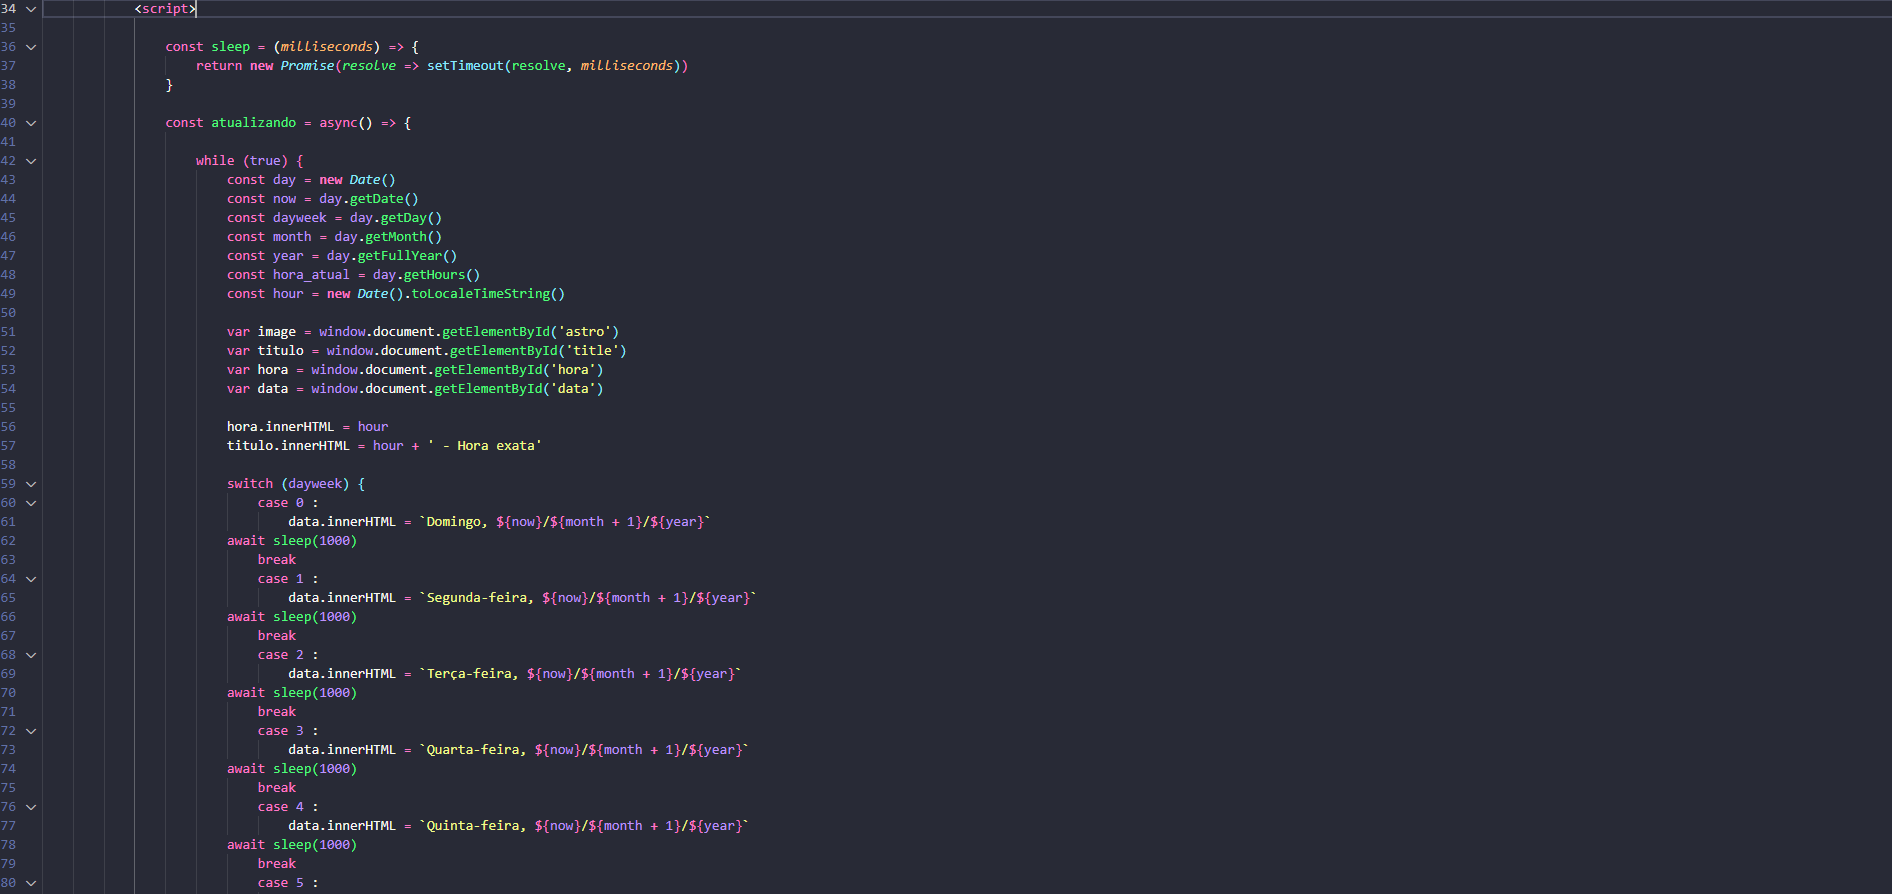 34 <script>
35
36 const sleep = (milliseconds) => {
37 return new Promise(resolve => setTimeout(resolve, milliseconds))
38 }
39
40 const atualizando = async() => {
41
42 while (true) {
43 const day = new Date()
44 const now = day.getDate()
45 const dayweek = day.getDay()
46 const month = day.getMonth()
47 const year = day.getFullYear()
48 const hora_atual = day.getHours()
49 const hour = new Date().toLocaleTimeString()
50
51 var image = window.document.getElementById('astro')
52 var titulo = window.document.getElementById('title')
53 var hora = window.document.getElementById('hora')
54 var data = window.document.getElementById('data')
55
56 hora.innerHTML = hour
57 titulo.innerHTML = hour + ' - Hora exata'
58
59 switch (dayweek) {
60 case 0 :
61 data.innerHTML = `Domingo, ${now}/${month + 1}/${year}`
62 await sleep(1000)
63 break
64 case 1 :
65 data.innerHTML = `Segunda-feira, ${now}/${month + 1}/${year}`
66 await sleep(1000)
67 break
68 case 2 :
69 data.innerHTML = `Terça-feira, ${now}/${month + 1}/${year}`
70 await sleep(1000)
71 break
72 case 3 :
73 data.innerHTML = `Quarta-feira, ${now}/${month + 1}/${year}`
74 await sleep(1000)
75 break
76 case 4 :
77 data.innerHTML = `Quinta-feira, ${now}/${month + 1}/${year}`
78 await sleep(1000)
79 break
80 case 5 :